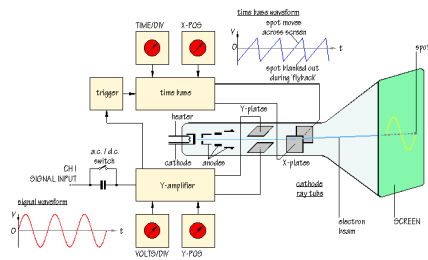 TIME/DIV
X-POS
time base waveform
spot moves
across screen
V
O
t
spot blanked out
during 'flyback'
spot
trigger
time base
heater
Y-plates
a.c. / d.c.
switch
cathode
anodes
X-plates
CH I
SIGNAL INPUT
Y-amplifier
cathode
ray tube
signal waveform
V
O
t
electron
beam
SCREEN
VOLTS/DIV
Y-POS